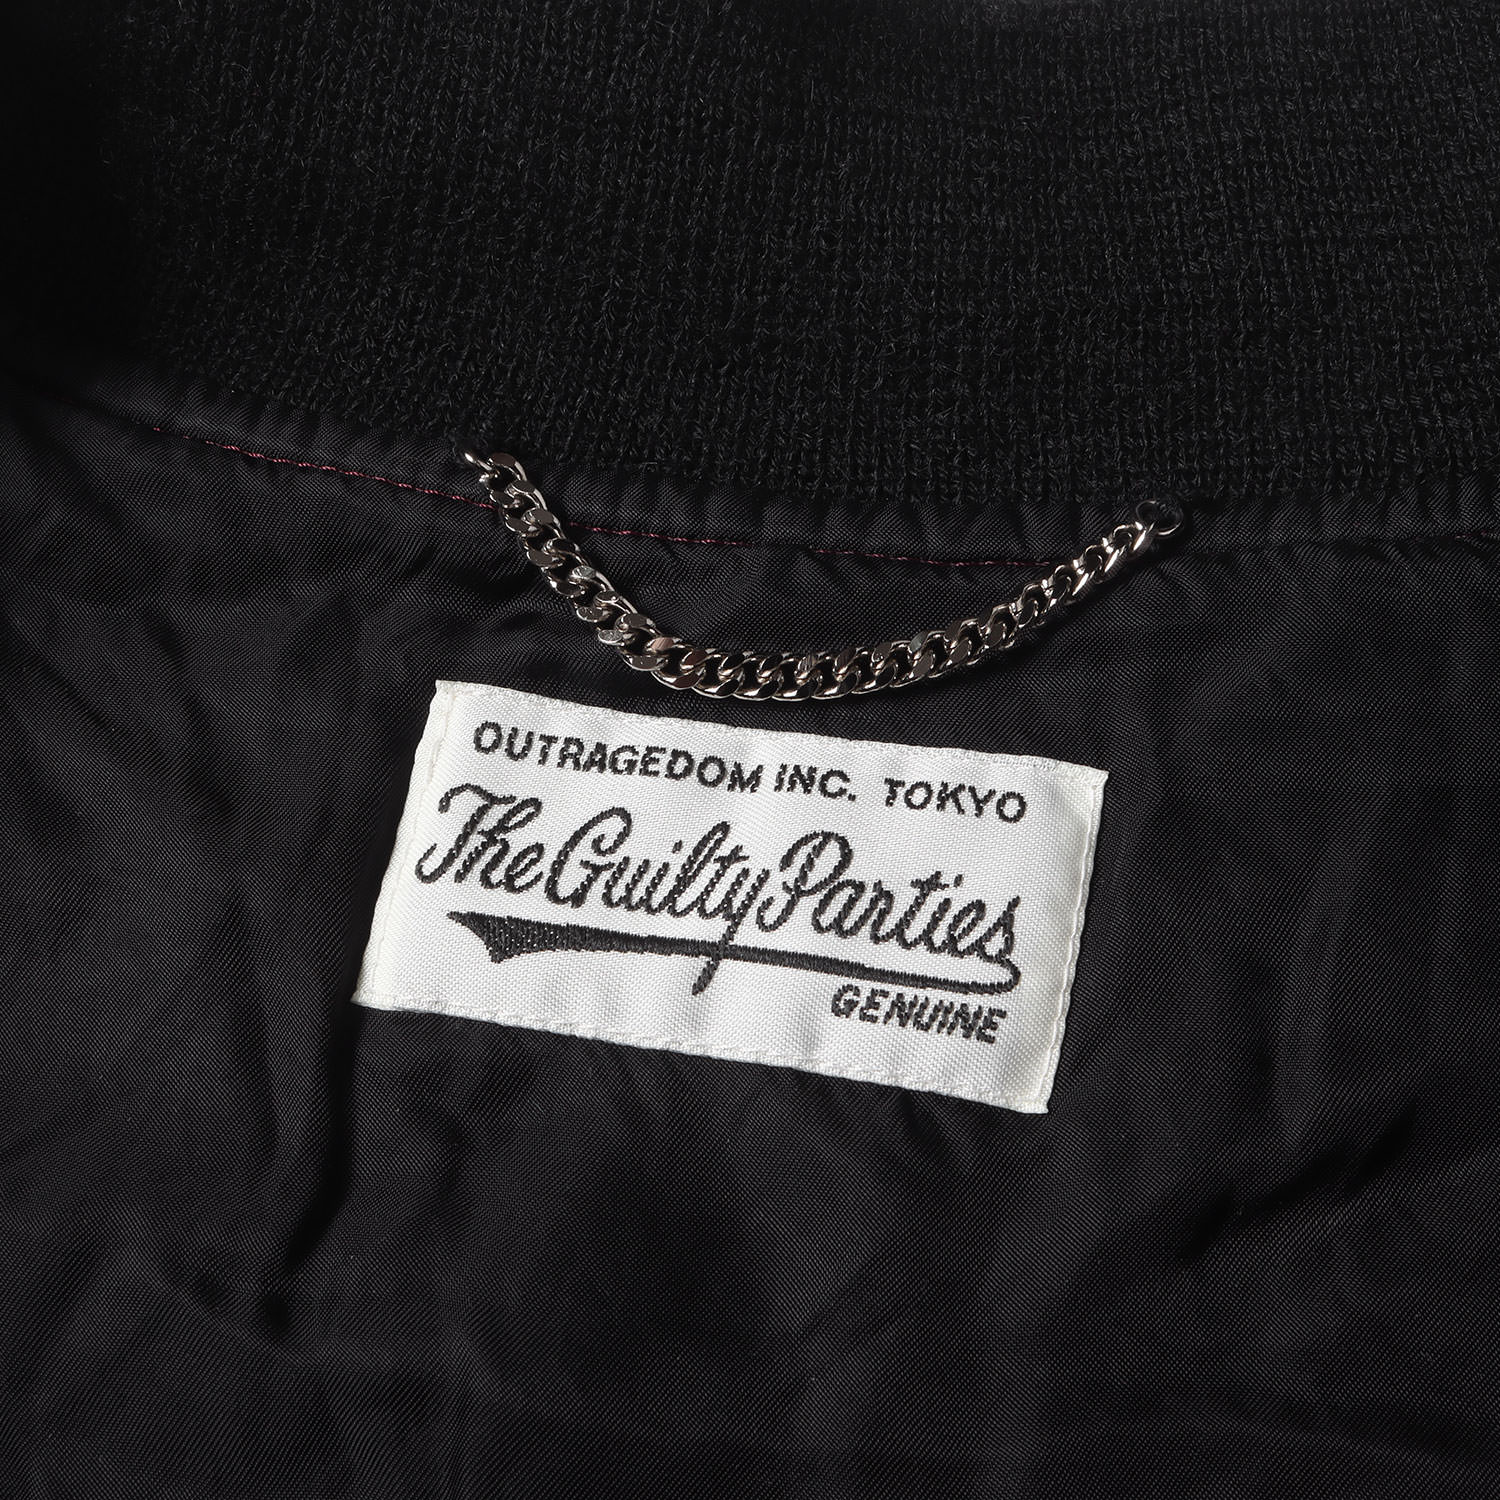 OUTRAGEDOM INC. TOKYO
The Guilty Parties
GENUINE